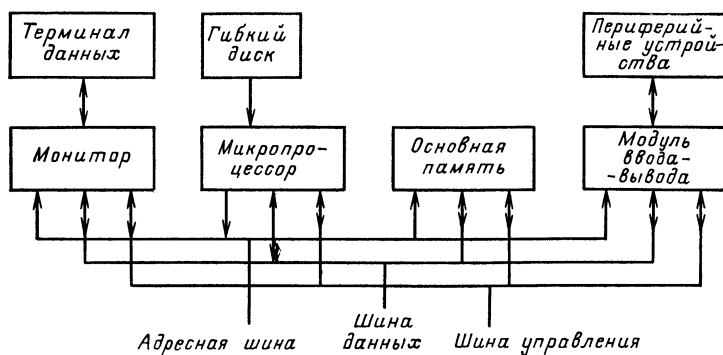 Терминал
данных
Гибкий
диск
Периферий-
ные устрой-
ства
Монитор
Микропро-
цессор
Основная
память
Модуль
ввода-
-вывода
Адресная шина
Шина
данных
Шина управления